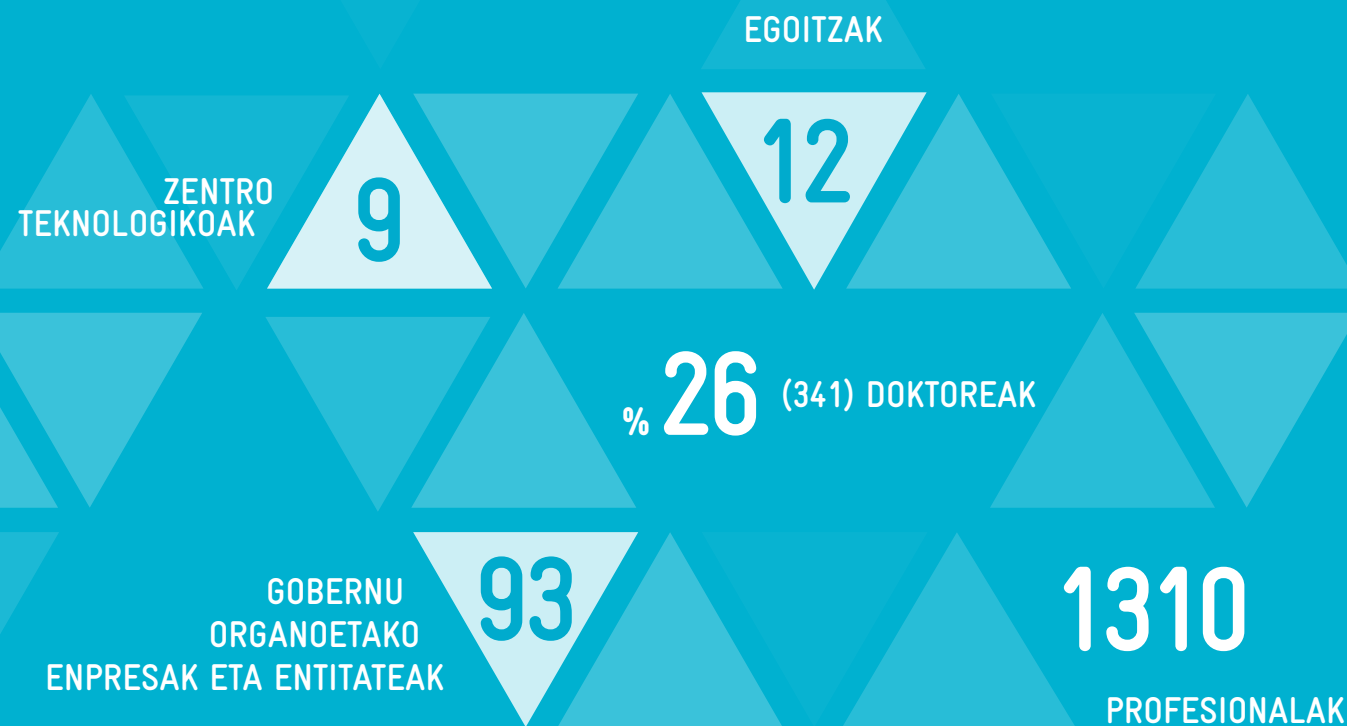 EGOITZAK
12
ZENTRO
TEKNOLOGIKOAK
9
% 26 (341) DOKTOREAK
GOBERNU
ORGANOETAKO
ENPRESAK ETA ENTITATEAK
93
1310
PROFESIONALAK